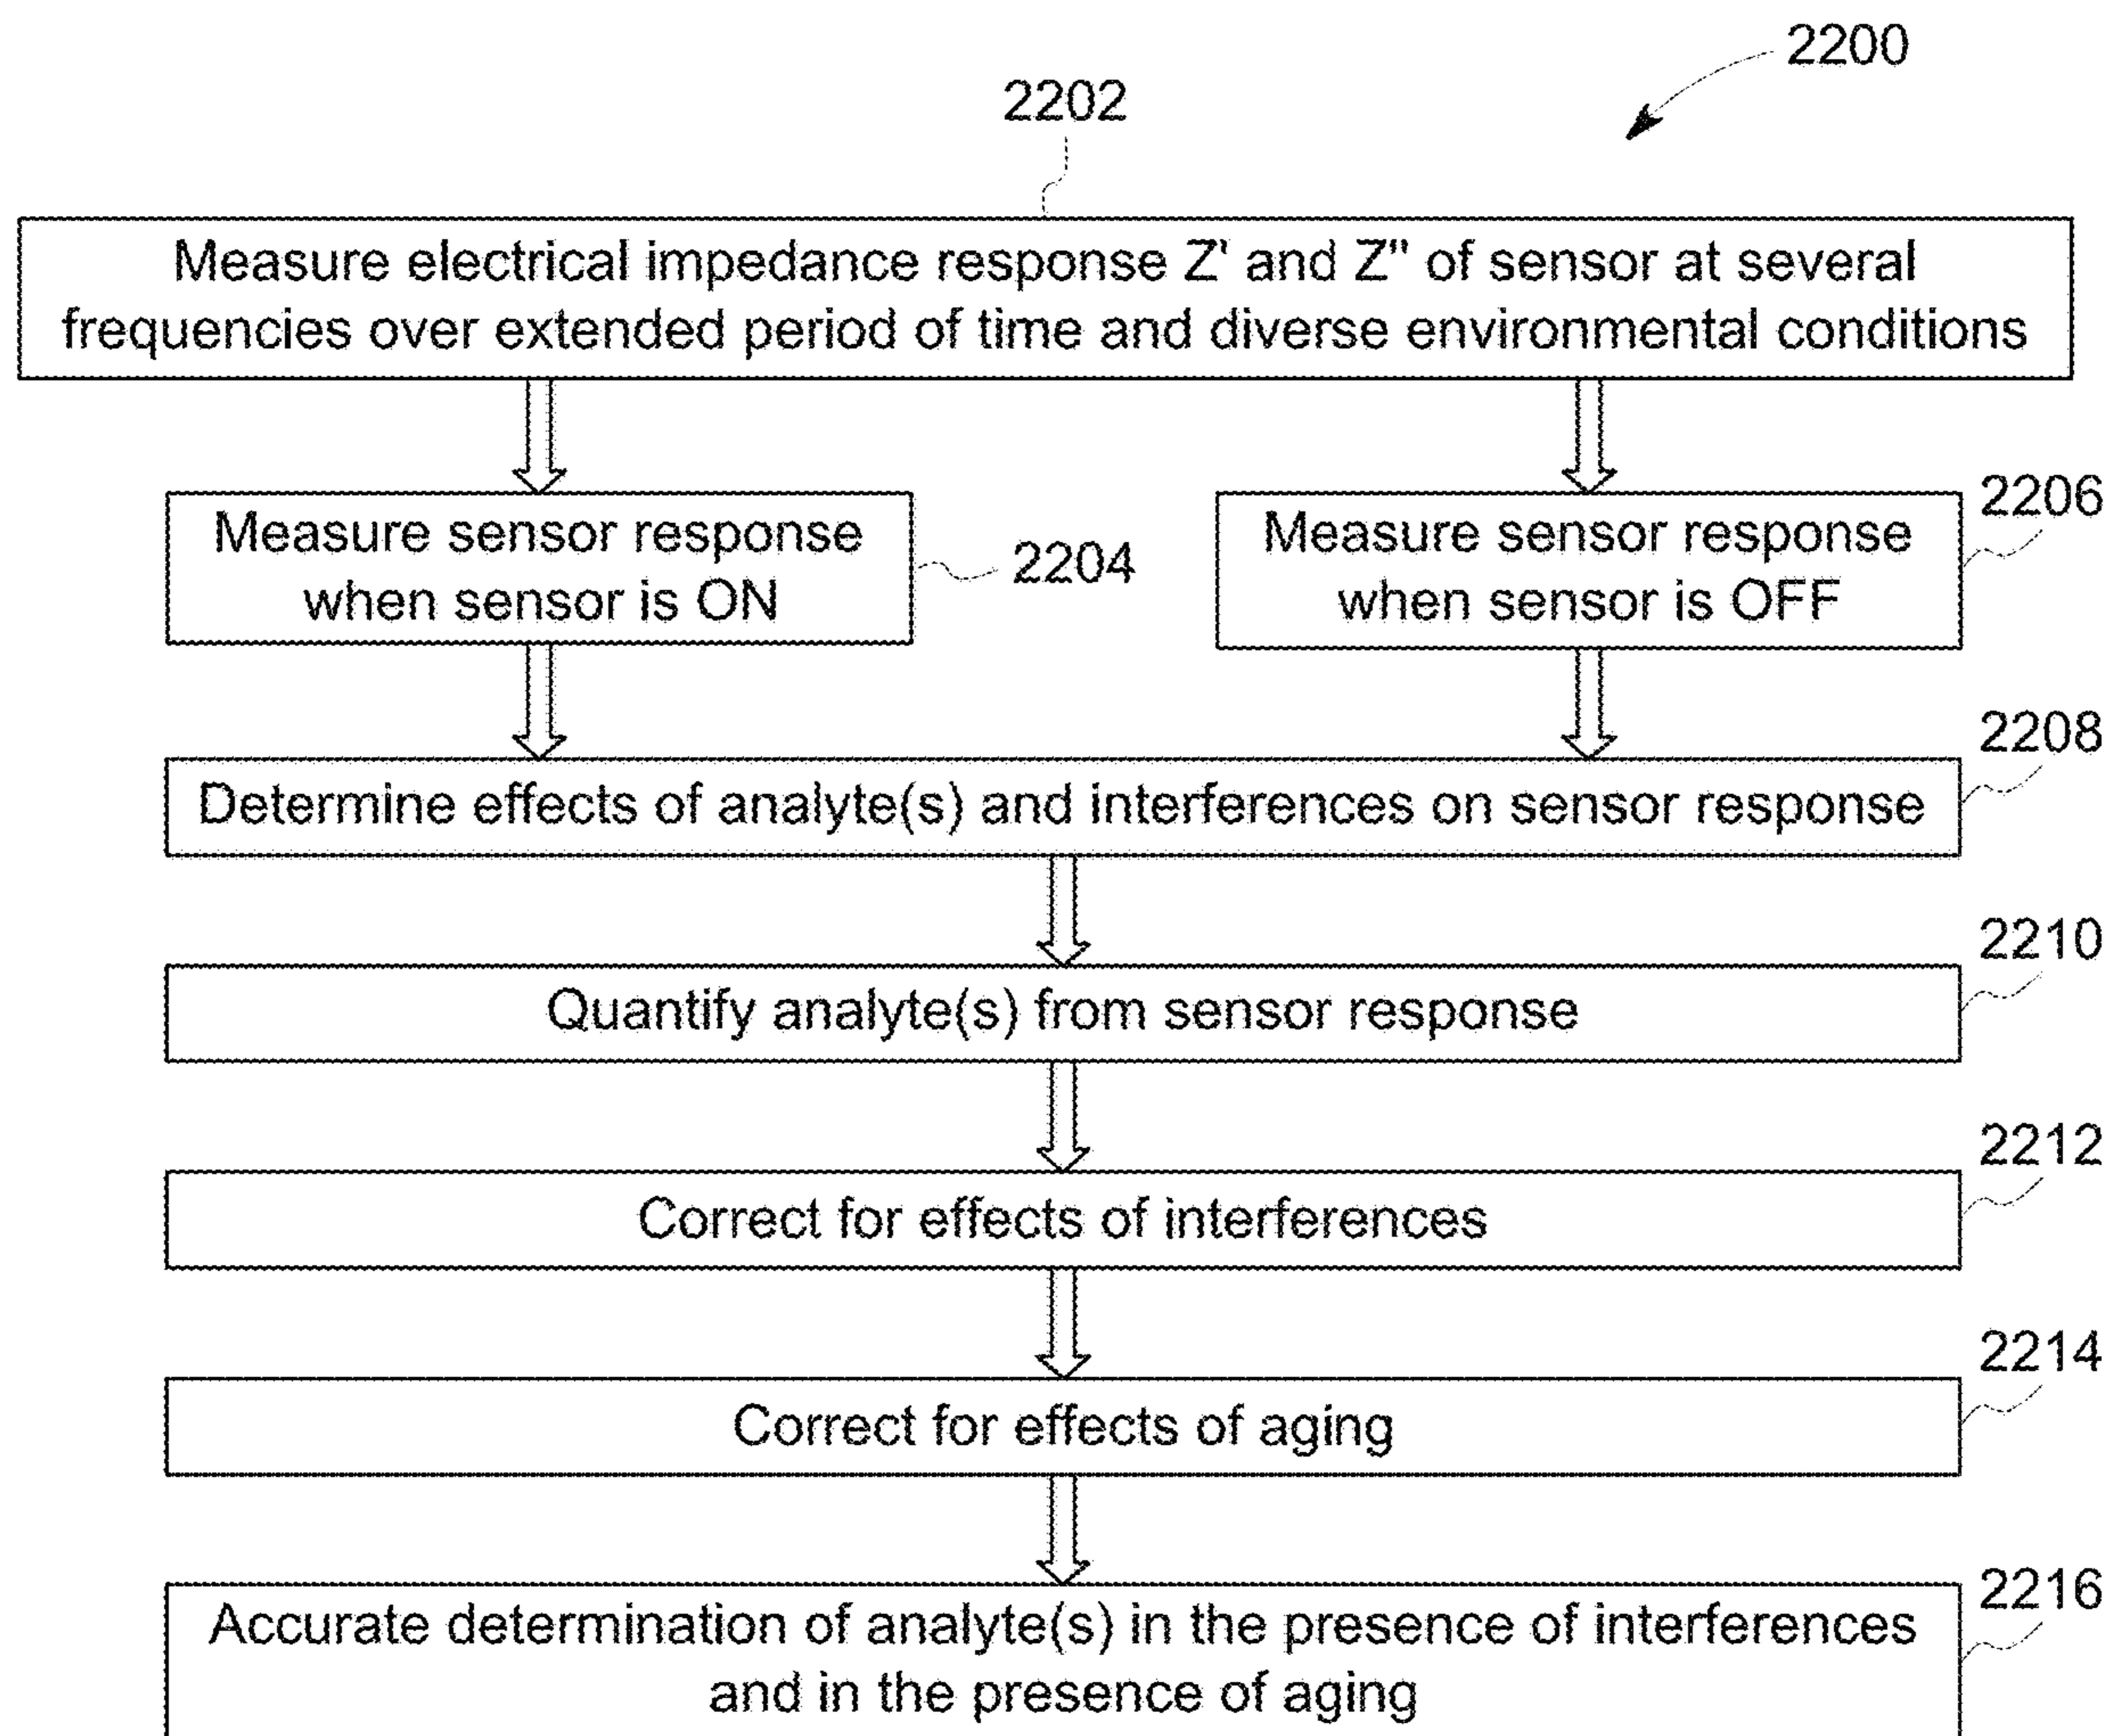 2200
2202
Measure electrical impedance response Z' and Z" of sensor at several
frequencies over extended period of time and diverse environmental conditions
Measure sensor response
when sensor is ON
2204
Measure sensor response
when sensor is OFF
2206
2208
Determine effects of analyte(s) and interferences on sensor response
2210
Quantify analyte(s) from sensor response
2212
Correct for effects of interferences
2214
Correct for effects of aging
2216
Accurate determination of analyte(s) in the presence of interferences
and in the presence of aging